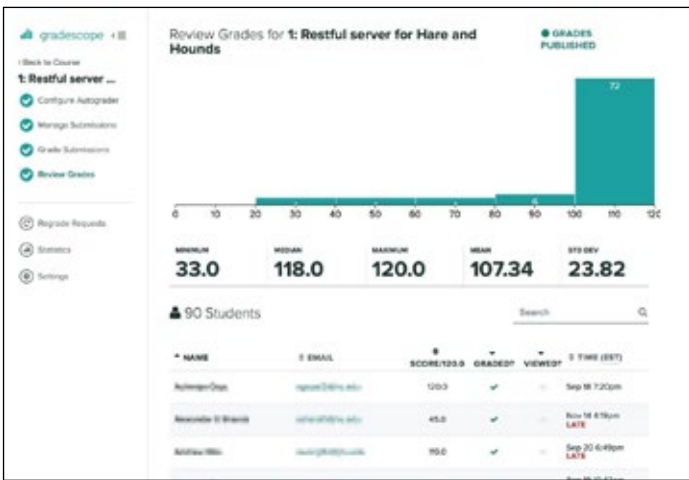 gradescope
Review Grades for 1: Restful server for Hare and
Hounds
GRADES
PUBLISHED
‹ Back to Course
1: Restful server ...
Configure Autograder
Manage Submissions
Grade Submissions
Review Grades
Regrade Requests
Statistics
Settings
72
6
0 10 20 30 40 50 60 70 80 90 100 110 120
MINIMUM MEDIAN MAXIMUM MEAN STD DEV
33.0 118.0 120.0 107.34 23.82
90 Students
Search
NAME EMAIL SCORE/120.0 GRADED? VIEWED? TIME (EST)
120.0 Sep 18 7:20pm
45.0 Nov 14 4:19pm
LATE
119.0 Sep 20 6:49pm
LATE